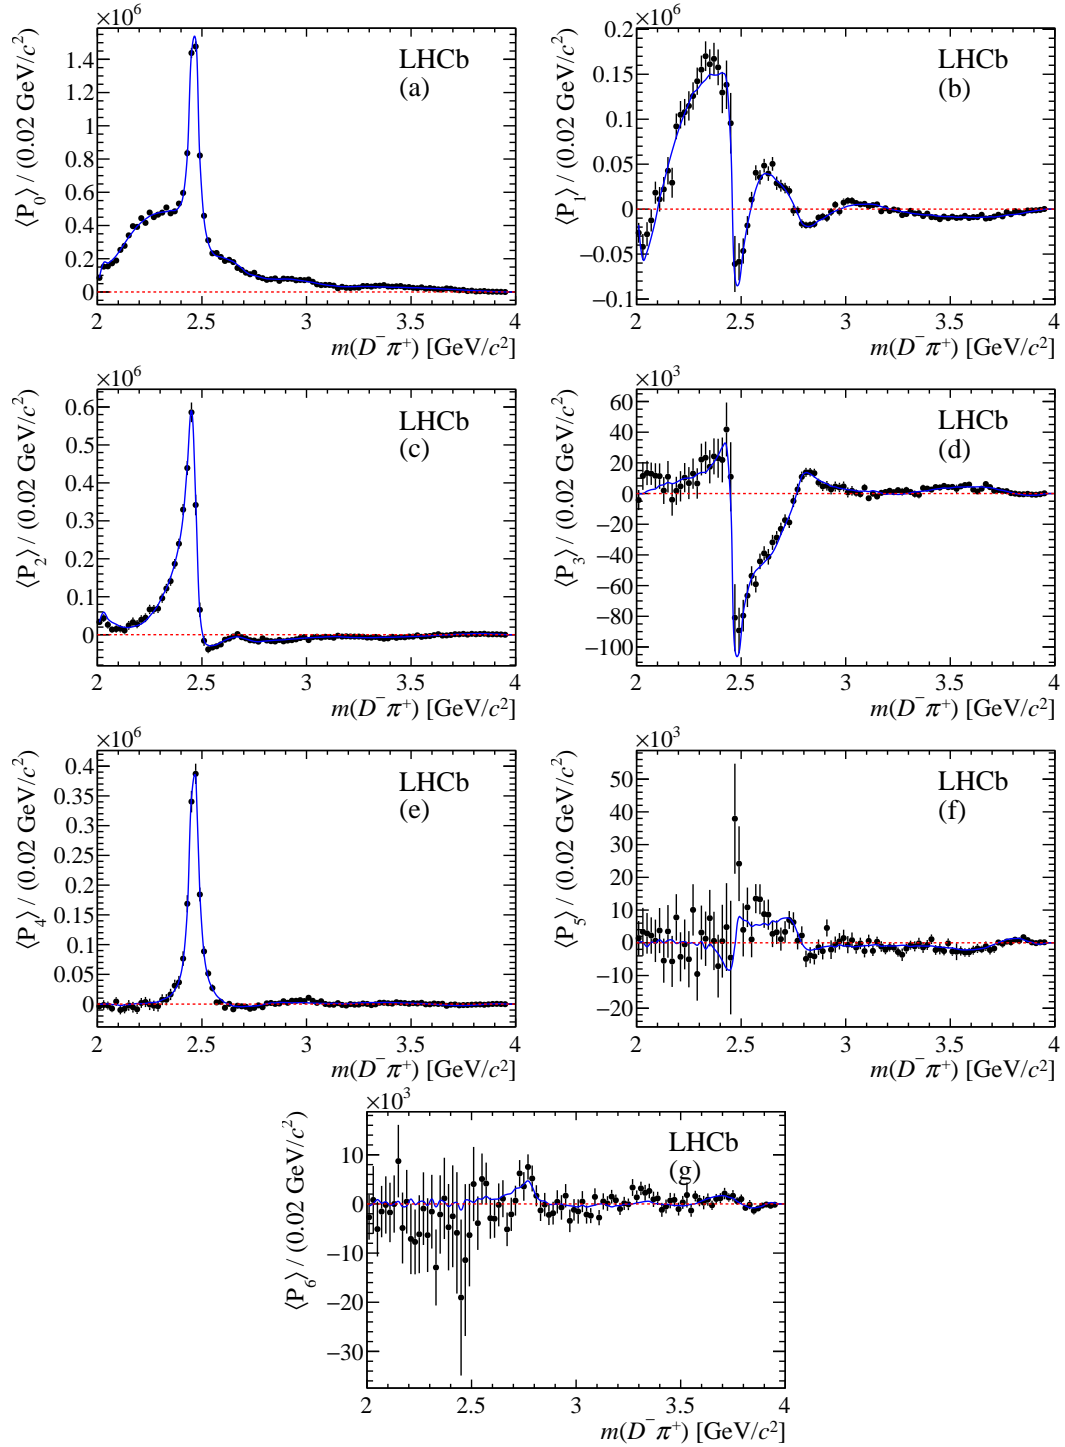 ×10⁶
⟨P₀⟩ / (0.02 GeV/c²)
1.4
1.2
1
0.8
0.6
0.4
0.2
0
LHCb
(a)
2 2.5 3 3.5 4
m(D⁻π⁺) [GeV/c²]
×10⁶
⟨P₁⟩ / (0.02 GeV/c²)
0.2
0.15
0.1
0.05
0
−0.05
−0.1
LHCb
(b)
2 2.5 3 3.5 4
m(D⁻π⁺) [GeV/c²]
×10⁶
⟨P₂⟩ / (0.02 GeV/c²)
0.6
0.5
0.4
0.3
0.2
0.1
0
LHCb
(c)
2 2.5 3 3.5 4
m(D⁻π⁺) [GeV/c²]
×10³
⟨P₃⟩ / (0.02 GeV/c²)
60
40
20
0
−20
−40
−60
−80
−100
LHCb
(d)
2 2.5 3 3.5 4
m(D⁻π⁺) [GeV/c²]
×10⁶
⟨P₄⟩ / (0.02 GeV/c²)
0.4
0.35
0.3
0.25
0.2
0.15
0.1
0.05
0
LHCb
(e)
2 2.5 3 3.5 4
m(D⁻π⁺) [GeV/c²]
×10³
⟨P₅⟩ / (0.02 GeV/c²)
50
40
30
20
10
0
−10
−20
LHCb
(f)
2 2.5 3 3.5 4
m(D⁻π⁺) [GeV/c²]
×10³
⟨P₆⟩ / (0.02 GeV/c²)
10
0
−10
−20
−30
LHCb
(g)
2 2.5 3 3.5 4
m(D⁻π⁺) [GeV/c²]